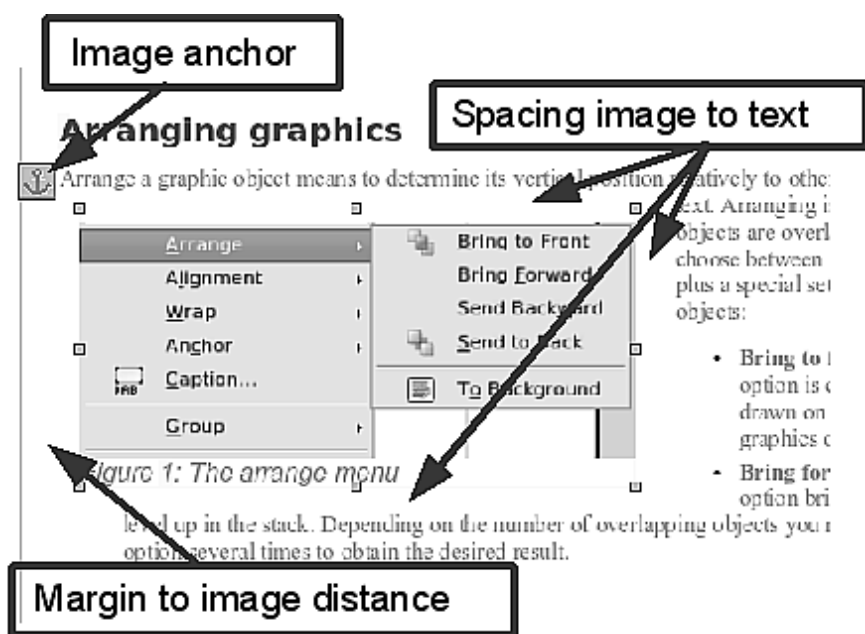 Image anchor
Spacing image to text
Arranging graphics
Arrange a graphic object means to determine its vertical position relatively to othe
text. Arranging i
objects are overl
choose between
plus a special set
objects:
Arrange
Alignment
Wrap
Anchor
Caption...
Group
Bring to Front
Bring Forward
Send Backward
Send to Back
To Background
• Bring to f
option is c
drawn on
graphics c
• Bring for
option bri
Figure 1: The arrange menu
level up in the stack. Depending on the number of overlapping objects you
option several times to obtain the desired result.
Margin to image distance